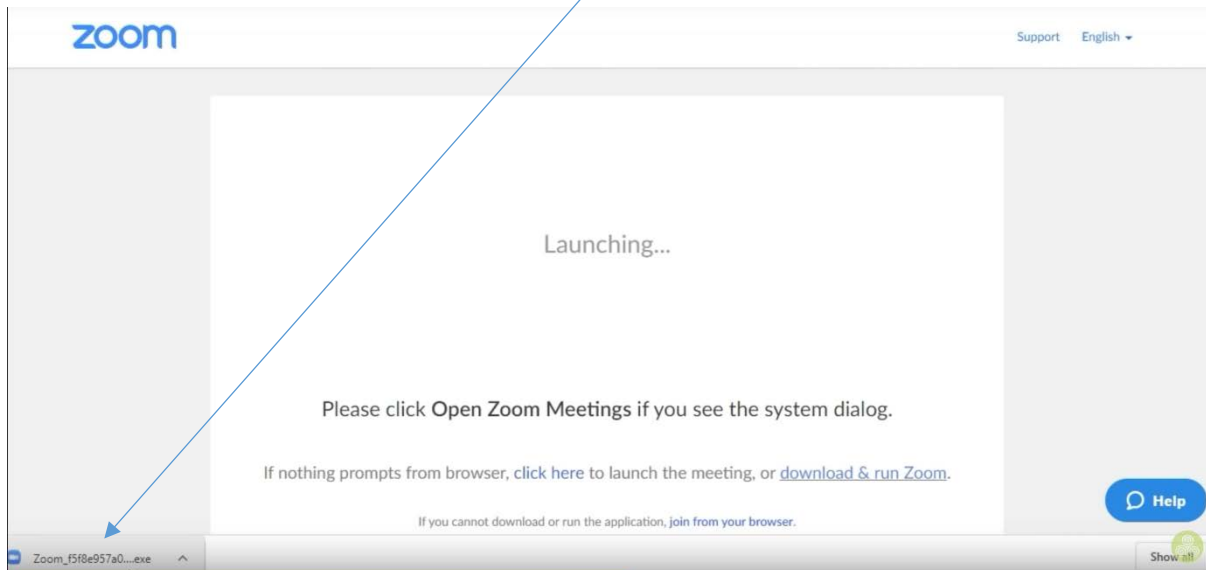 zoom
Support English
Launching...
Please click Open Zoom Meetings if you see the system dialog.
If nothing prompts from browser, click here to launch the meeting, or download & run Zoom.
Help
If you cannot download or run the application, join from your browser.
Zoom_f5f8e957a0....exe
Show all